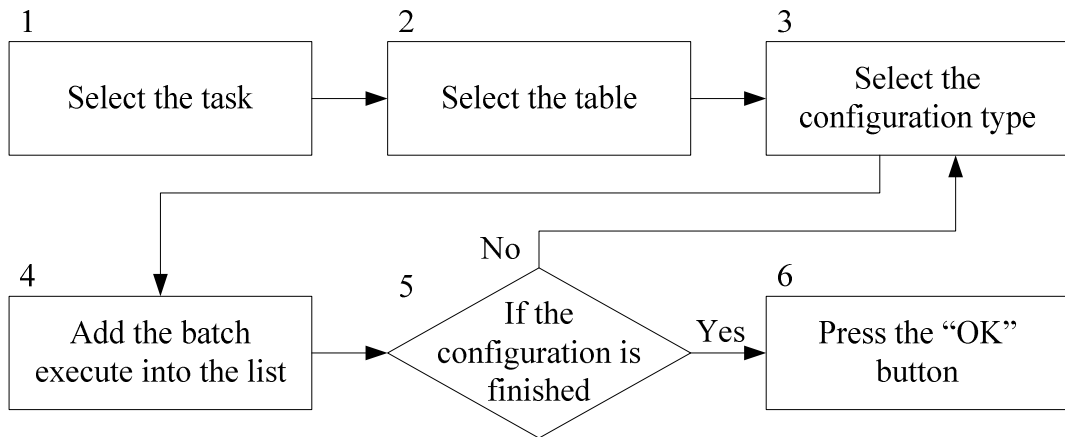 1
Select the task
2
Select the table
3
Select the
configuration type
4
Add the batch
execute into the list
5
If the
configuration is
finished
No
Yes
6
Press the “OK”
button